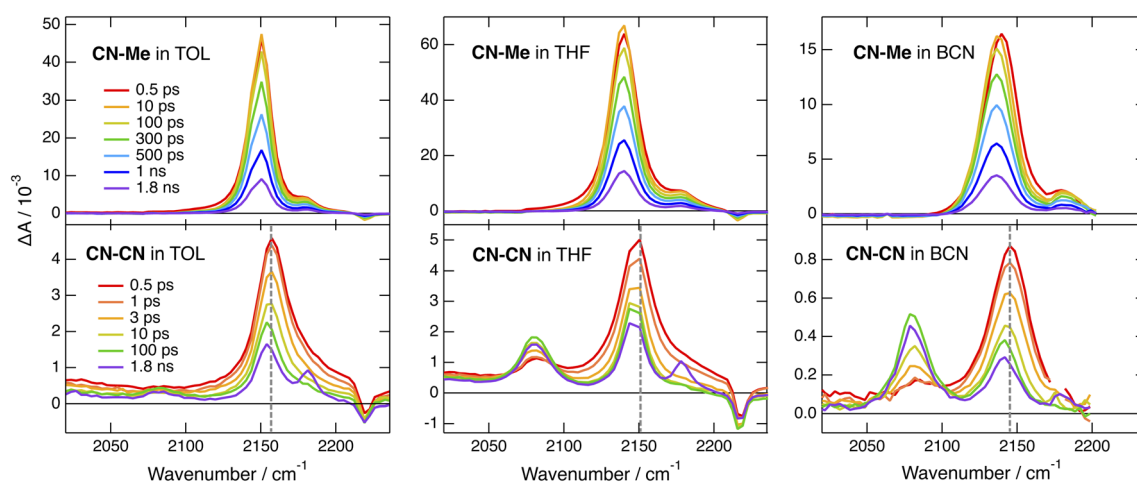 CN-Me in TOL
CN-Me in THF
CN-Me in BCN
50
40
30
20
10
0
60
40
20
0
15
10
5
0
0.5 ps
10 ps
100 ps
300 ps
500 ps
1 ns
1.8 ns
ΔA / 10⁻³
CN-CN in TOL
CN-CN in THF
CN-CN in BCN
4
3
2
1
0
5
4
3
2
1
0
-1
0.8
0.6
0.4
0.2
0.0
0.5 ps
1 ps
3 ps
10 ps
100 ps
1.8 ns
2050 2100 2150 2200
2050 2100 2150 2200
2050 2100 2150 2200
Wavenumber / cm⁻¹
Wavenumber / cm⁻¹
Wavenumber / cm⁻¹